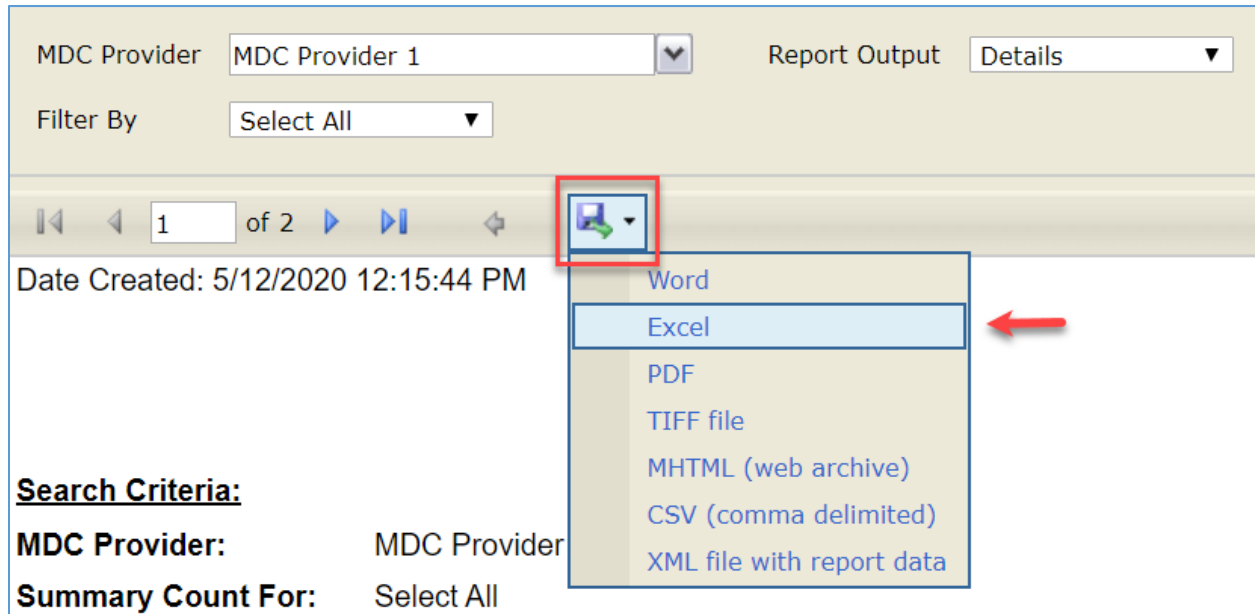 MDC Provider MDC Provider 1 Report Output Details
Filter By Select All
1 of 2
Date Created: 5/12/2020 12:15:44 PM
Word
Excel
PDF
TIFF file
MHTML (web archive)
CSV (comma delimited)
XML file with report data
Search Criteria:
MDC Provider: MDC Provider
Summary Count For: Select All